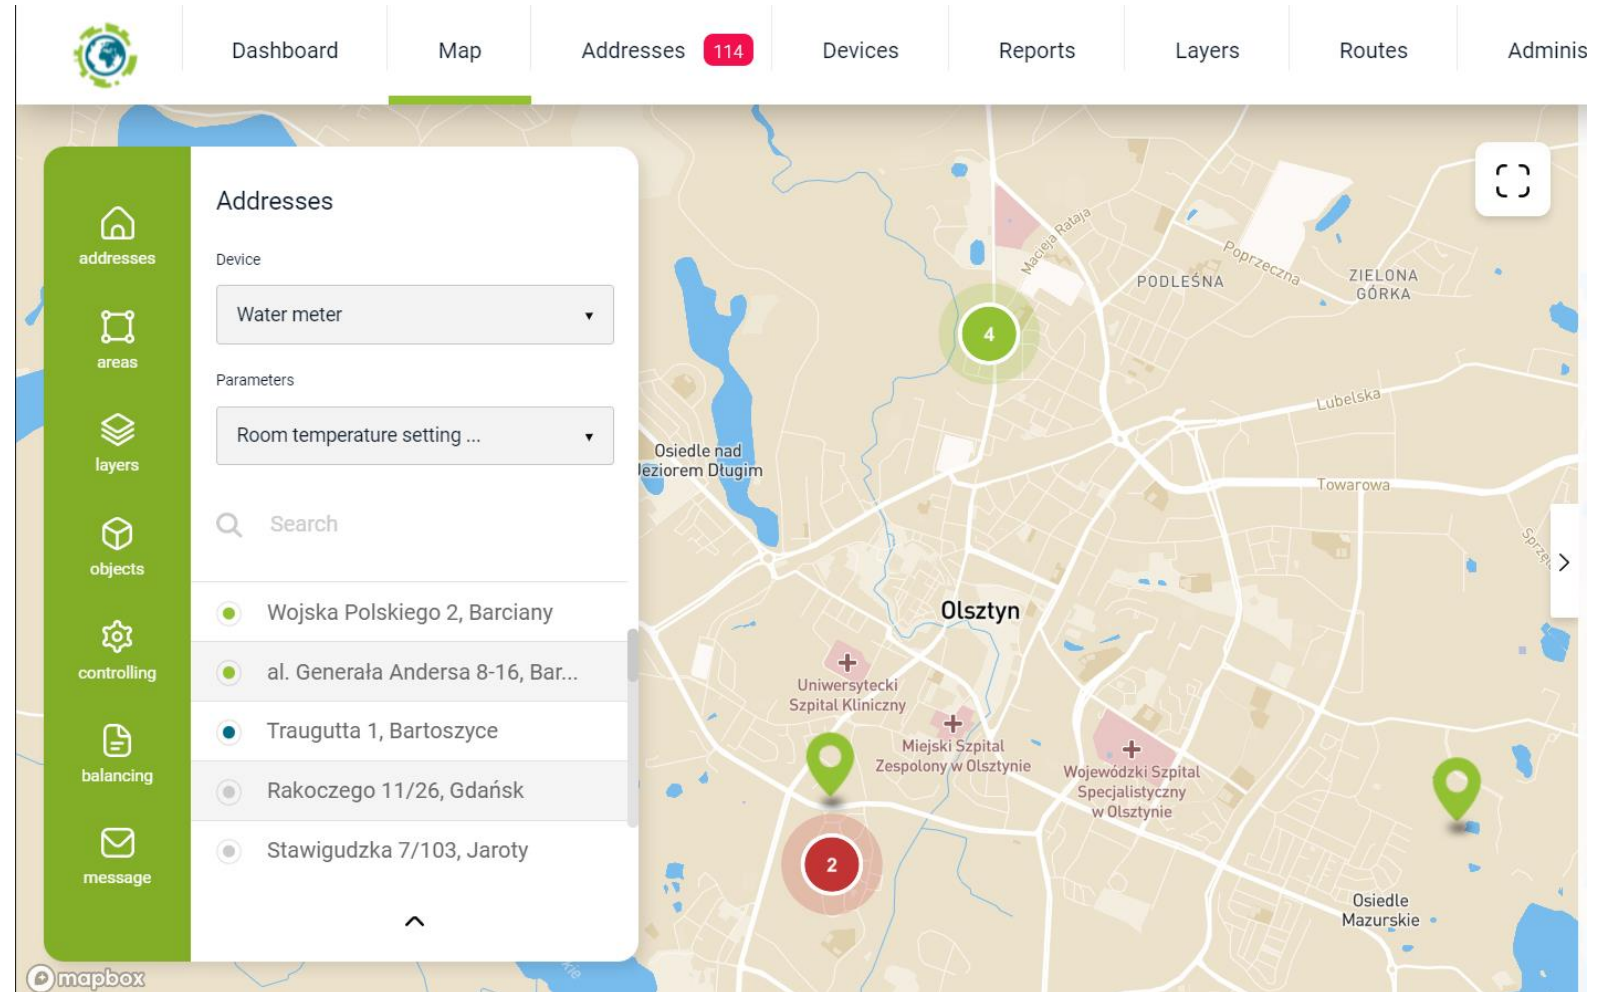 Dashboard
Map
Addresses 114
Devices
Reports
Layers
Routes
Adminis
addresses
areas
layers
objects
controlling
balancing
message
Addresses
Device
Water meter
Parameters
Room temperature setting ...
Search
Wojska Polskiego 2, Barciany
al. Generała Andersa 8-16, Bar...
Traugutta 1, Bartoszyce
Rakoczego 11/26, Gdańsk
Stawigudzka 7/103, Jaroty
Macieja Rataja
Poprzeczna
PODLEŚNA
ZIELONA
GÓRKA
4
Lubelska
Osiedle nad
Jeziorem Długim
Towarowa
Olsztyn
Uniwersytecki
Szpital Kliniczny
Miejski Szpital
Zespolony w Olsztynie
Wojewódzki Szpital
Specjalistyczny
w Olsztynie
2
Osiedle
Mazurskie
mapbox